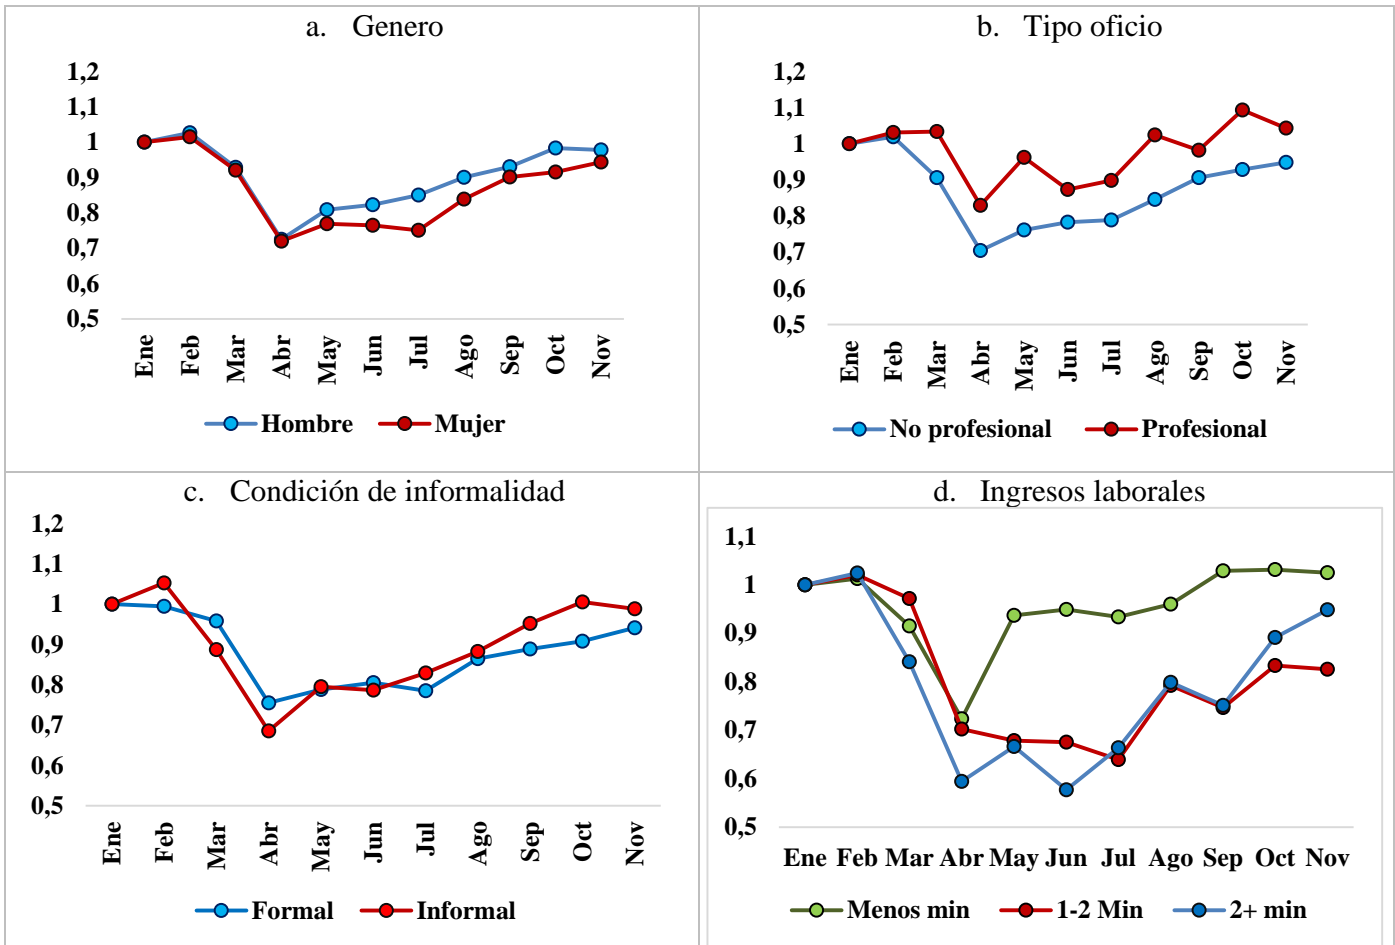 a. Genero
1,2
1,1
1
0,9
0,8
0,7
0,6
0,5
Ene Feb Mar Abr May Jun Jul Ago Sep Oct Nov
Hombre Mujer
b. Tipo oficio
1,2
1,1
1
0,9
0,8
0,7
0,6
0,5
Ene Feb Mar Abr May Jun Jul Ago Sep Oct Nov
No profesional Profesional
c. Condición de informalidad
1,2
1,1
1
0,9
0,8
0,7
0,6
0,5
Ene Feb Mar Abr May Jun Jul Ago Sep Oct Nov
Formal Informal
d. Ingresos laborales
1,1
1
0,9
0,8
0,7
0,6
0,5
Ene Feb Mar Abr May Jun Jul Ago Sep Oct Nov
Menos min 1-2 Min 2+ min